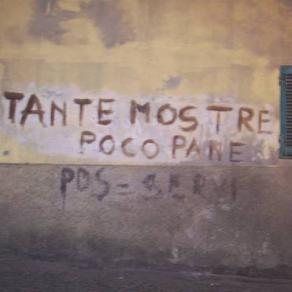 TANTE MOSTRE
POCO PANE
PDS = SERVI